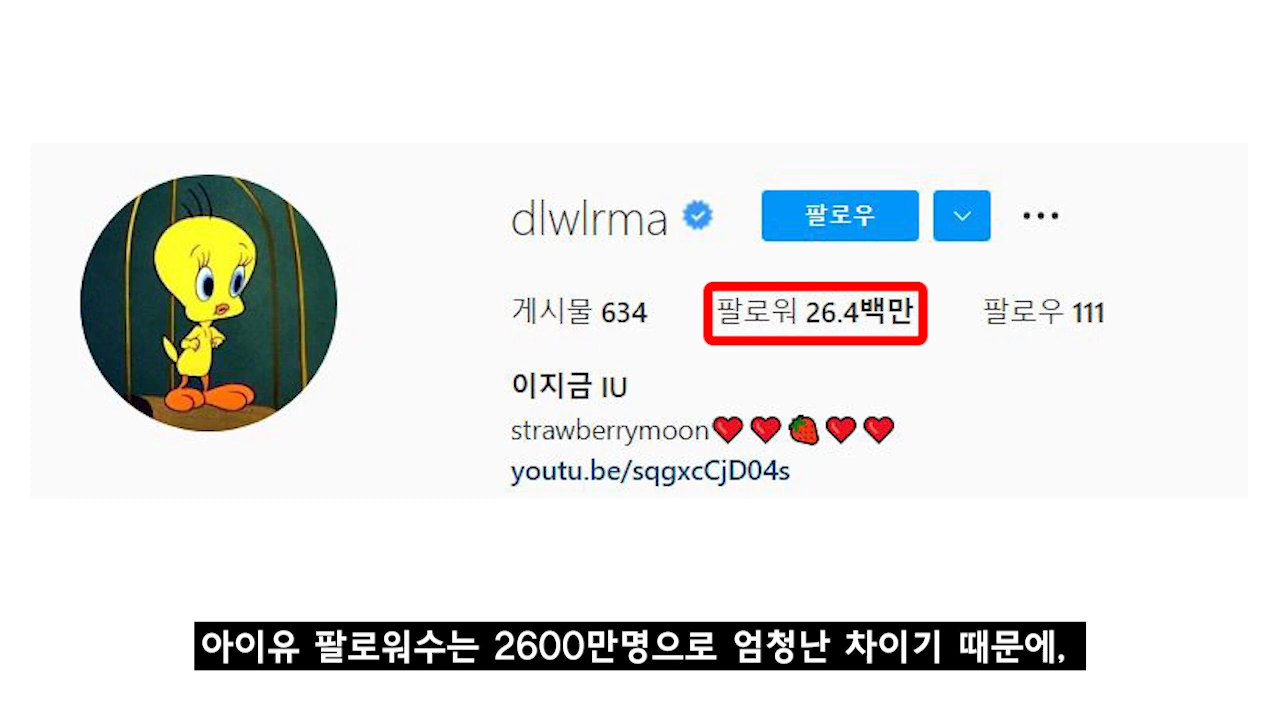 dlwlrma 팔로우
게시물 634 팔로워 26.4백만 팔로우 111
이지금 IU
strawberrymoon❤️❤️🍓❤️❤️
youtu.be/sqgxcCjD04s
아이유 팔로워수는 2600만명으로 엄청난 차이기 때문에,